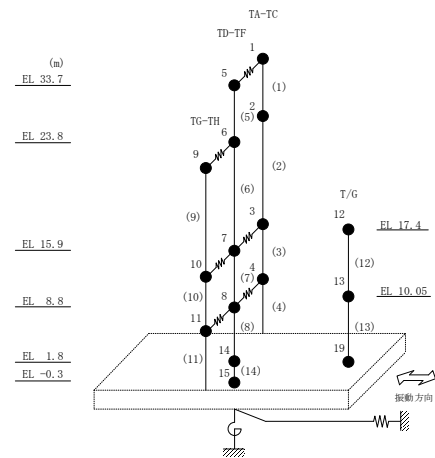 TA-TC
TD-TF
(m)
1
EL 33.7
5
(1)
2
(5)
EL 23.8
TG-TH
6
9
(2)
(6)
T/G
(9)
3
12
EL 17.4
EL 15.9
7
(3)
(12)
10
4
13
(7)
EL 10.05
(10)
8
(4)
EL 8.8
11
(8)
(13)
EL 1.8
(11)
14
19
(14)
EL -0.3
15
振動方向